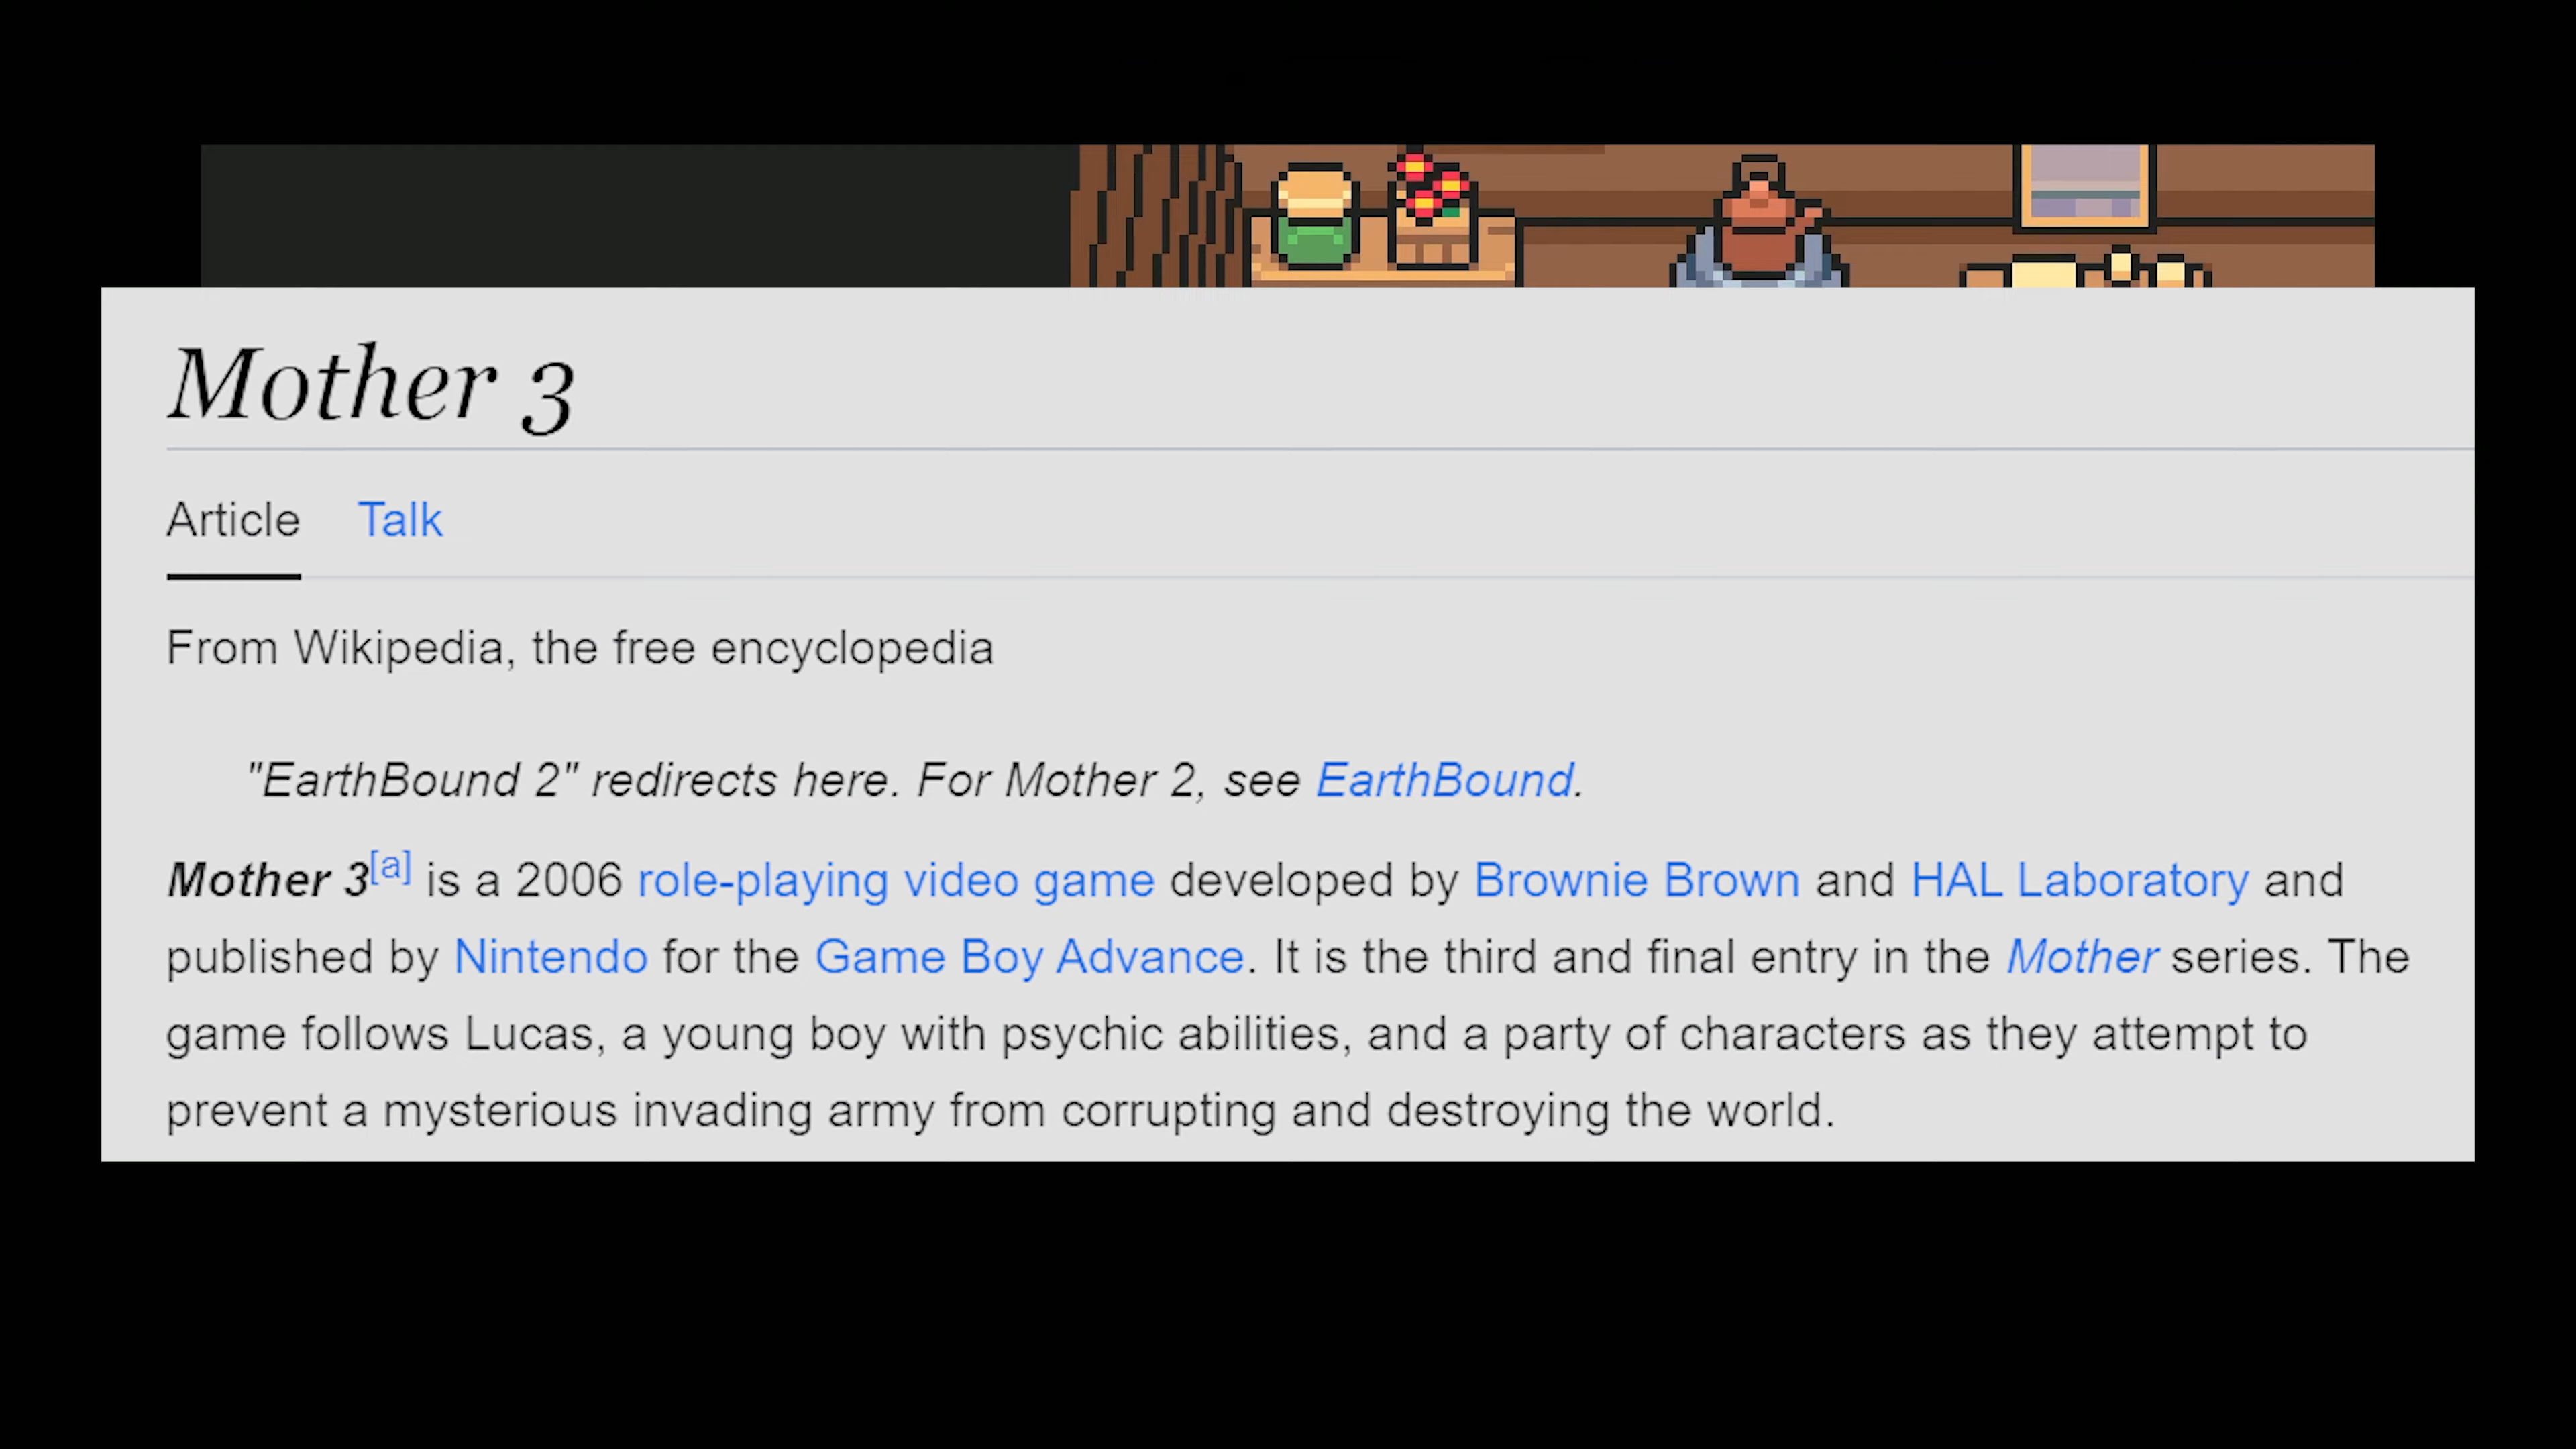 Mother 3
Article Talk
From Wikipedia, the free encyclopedia
"EarthBound 2" redirects here. For Mother 2, see EarthBound.
Mother 3[a] is a 2006 role-playing video game developed by Brownie Brown and HAL Laboratory and
published by Nintendo for the Game Boy Advance. It is the third and final entry in the Mother series. The
game follows Lucas, a young boy with psychic abilities, and a party of characters as they attempt to
prevent a mysterious invading army from corrupting and destroying the world.